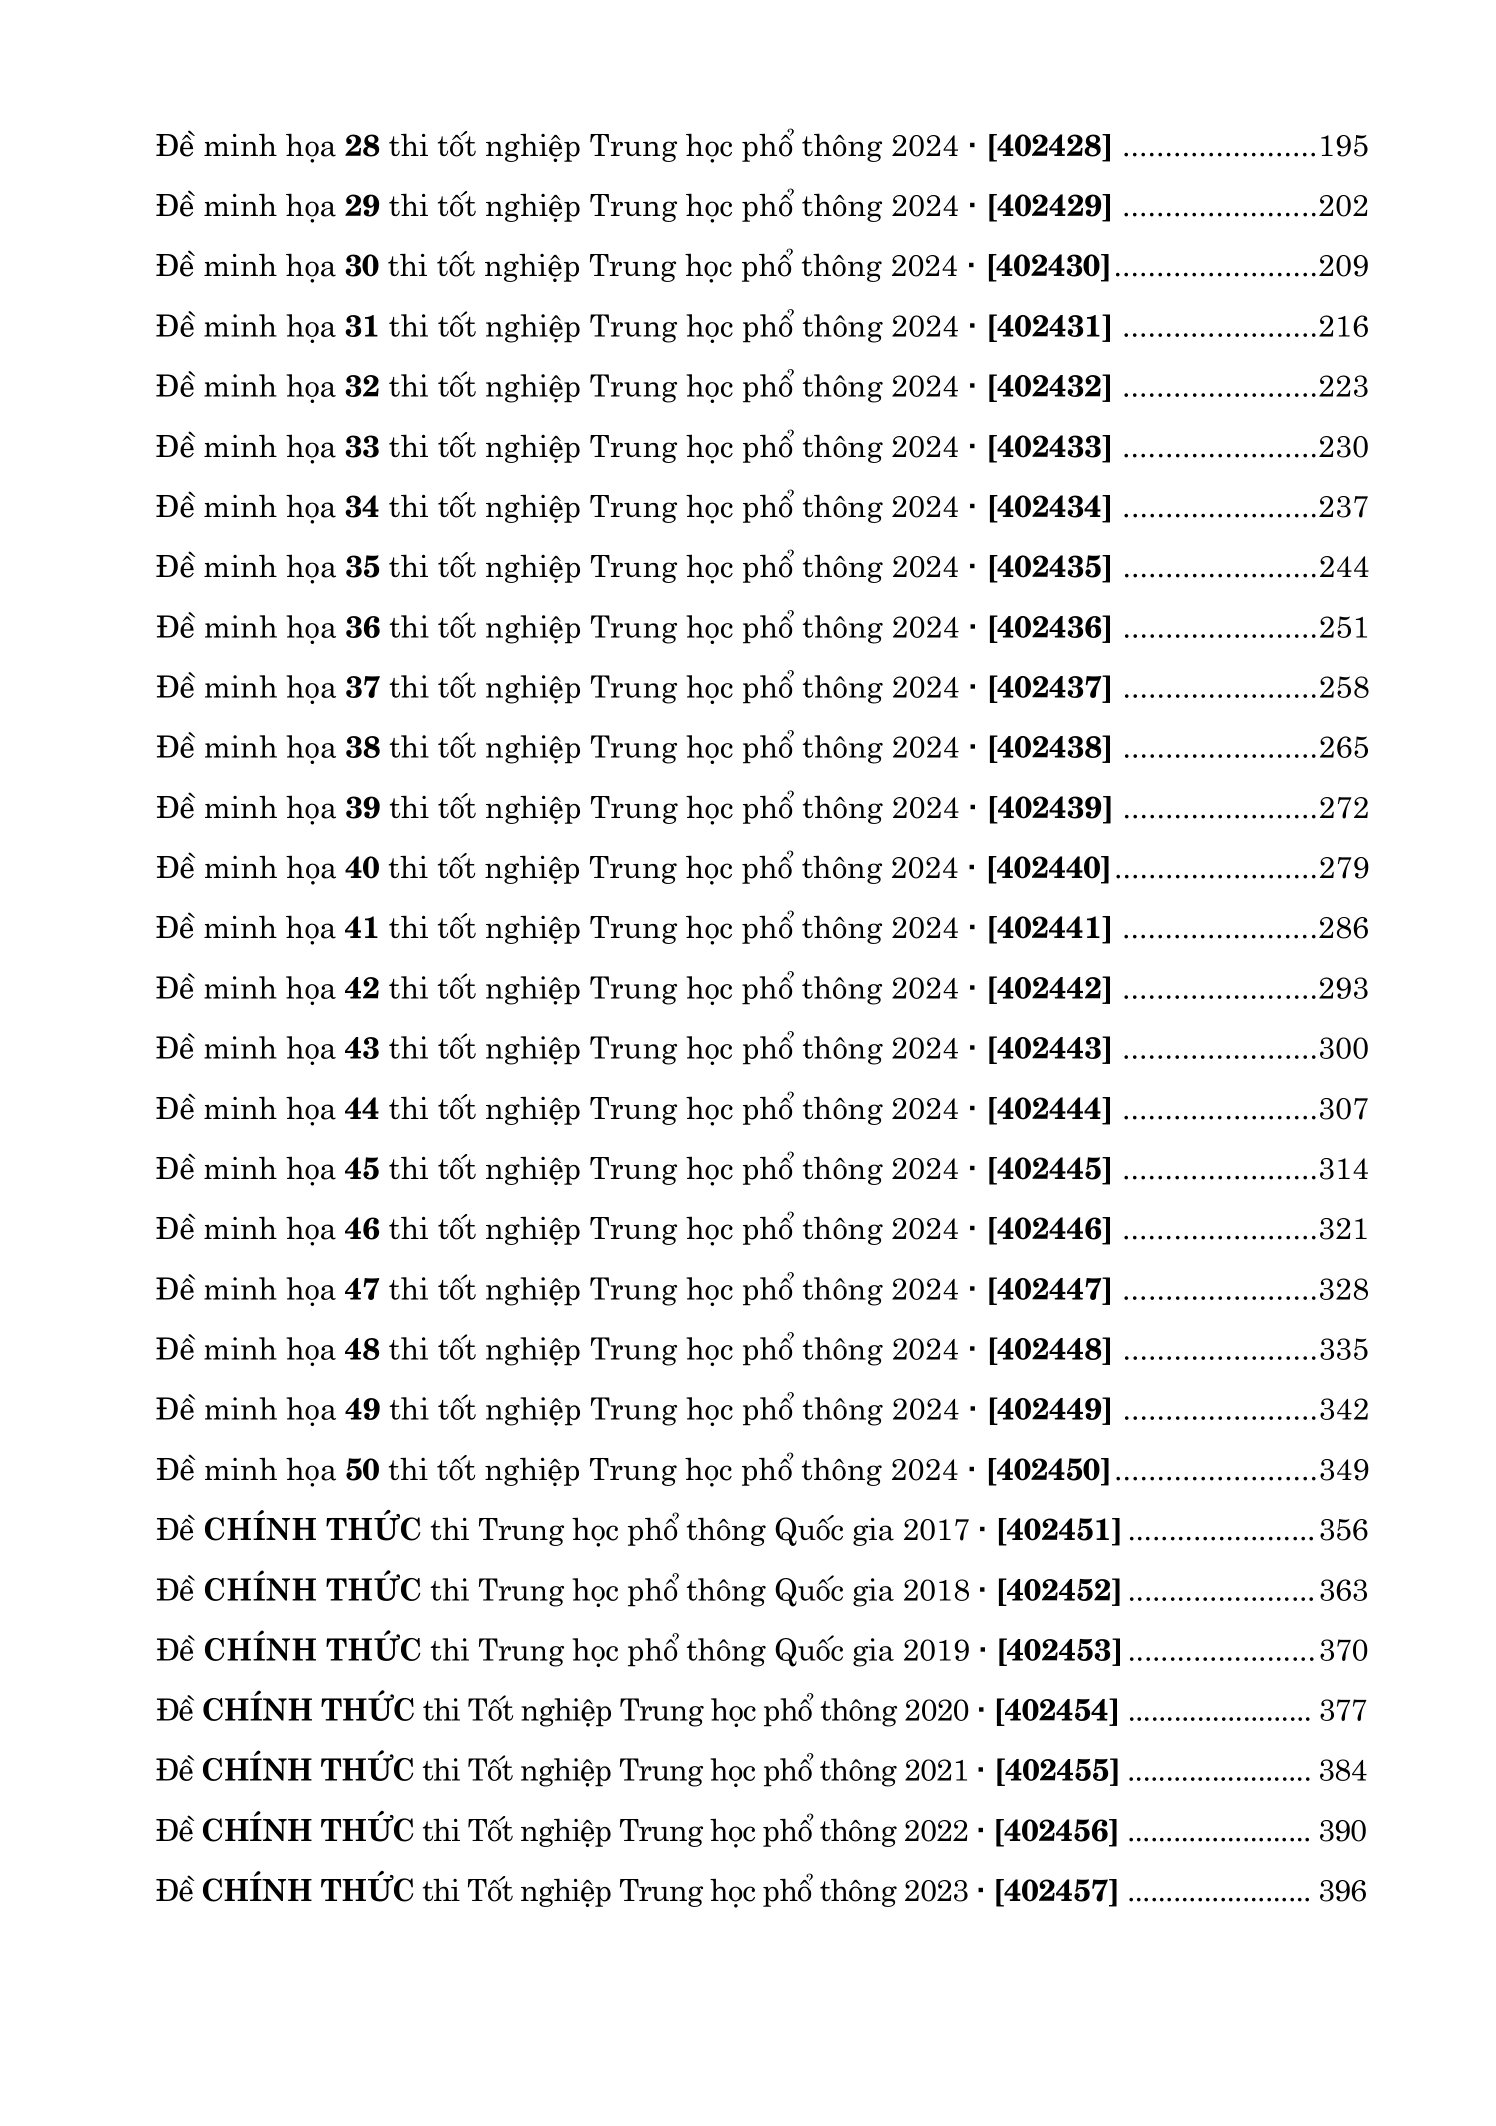 Đề minh họa 28 thi tốt nghiệp Trung học phổ thông 2024 · [402428] .......................195
Đề minh họa 29 thi tốt nghiệp Trung học phổ thông 2024 · [402429] .......................202
Đề minh họa 30 thi tốt nghiệp Trung học phổ thông 2024 · [402430]........................209
Đề minh họa 31 thi tốt nghiệp Trung học phổ thông 2024 · [402431] .......................216
Đề minh họa 32 thi tốt nghiệp Trung học phổ thông 2024 · [402432] .......................223
Đề minh họa 33 thi tốt nghiệp Trung học phổ thông 2024 · [402433] .......................230
Đề minh họa 34 thi tốt nghiệp Trung học phổ thông 2024 · [402434] .......................237
Đề minh họa 35 thi tốt nghiệp Trung học phổ thông 2024 · [402435] .......................244
Đề minh họa 36 thi tốt nghiệp Trung học phổ thông 2024 · [402436] .......................251
Đề minh họa 37 thi tốt nghiệp Trung học phổ thông 2024 · [402437] .......................258
Đề minh họa 38 thi tốt nghiệp Trung học phổ thông 2024 · [402438] .......................265
Đề minh họa 39 thi tốt nghiệp Trung học phổ thông 2024 · [402439] .......................272
Đề minh họa 40 thi tốt nghiệp Trung học phổ thông 2024 · [402440]........................279
Đề minh họa 41 thi tốt nghiệp Trung học phổ thông 2024 · [402441] .......................286
Đề minh họa 42 thi tốt nghiệp Trung học phổ thông 2024 · [402442] .......................293
Đề minh họa 43 thi tốt nghiệp Trung học phổ thông 2024 · [402443] .......................300
Đề minh họa 44 thi tốt nghiệp Trung học phổ thông 2024 · [402444] .......................307
Đề minh họa 45 thi tốt nghiệp Trung học phổ thông 2024 · [402445] .......................314
Đề minh họa 46 thi tốt nghiệp Trung học phổ thông 2024 · [402446] .......................321
Đề minh họa 47 thi tốt nghiệp Trung học phổ thông 2024 · [402447] .......................328
Đề minh họa 48 thi tốt nghiệp Trung học phổ thông 2024 · [402448] .......................335
Đề minh họa 49 thi tốt nghiệp Trung học phổ thông 2024 · [402449] .......................342
Đề minh họa 50 thi tốt nghiệp Trung học phổ thông 2024 · [402450]........................349
Đề CHÍNH THỨC thi Trung học phổ thông Quốc gia 2017 · [402451] ....................... 356
Đề CHÍNH THỨC thi Trung học phổ thông Quốc gia 2018 · [402452] ....................... 363
Đề CHÍNH THỨC thi Trung học phổ thông Quốc gia 2019 · [402453] ....................... 370
Đề CHÍNH THỨC thi Tốt nghiệp Trung học phổ thông 2020 · [402454] ........................ 377
Đề CHÍNH THỨC thi Tốt nghiệp Trung học phổ thông 2021 · [402455] ........................ 384
Đề CHÍNH THỨC thi Tốt nghiệp Trung học phổ thông 2022 · [402456] ........................ 390
Đề CHÍNH THỨC thi Tốt nghiệp Trung học phổ thông 2023 · [402457] ........................ 396